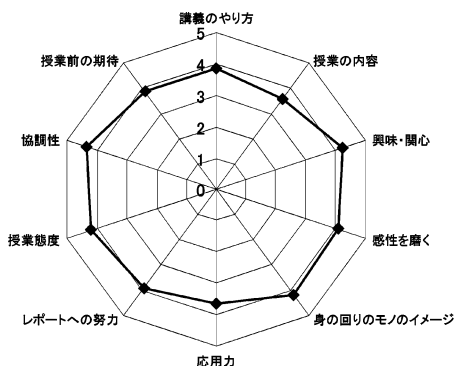 講義のやり方
5
授業前の期待
4
授業の内容
3
協調性
2
興味・関心
1
0
授業態度
感性を磨く
レポートへの努力
身の回りのモノのイメージ
応用力